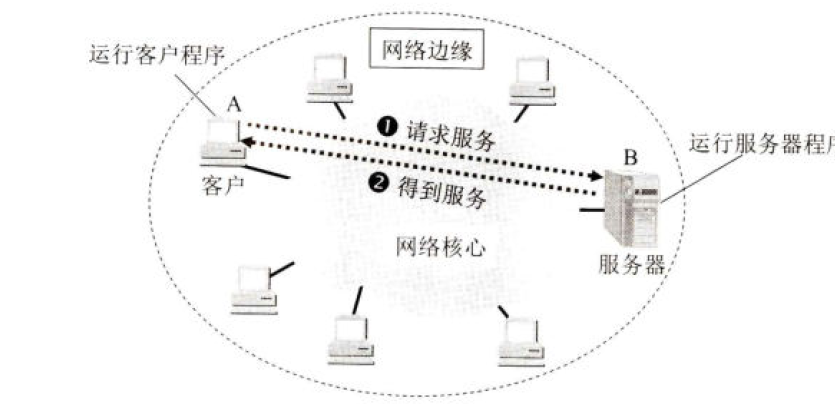 网络边缘
运行客户程序
A
❶ 请求服务
B
运行服务器程序
❷ 得到服务
客户
网络核心
服务器